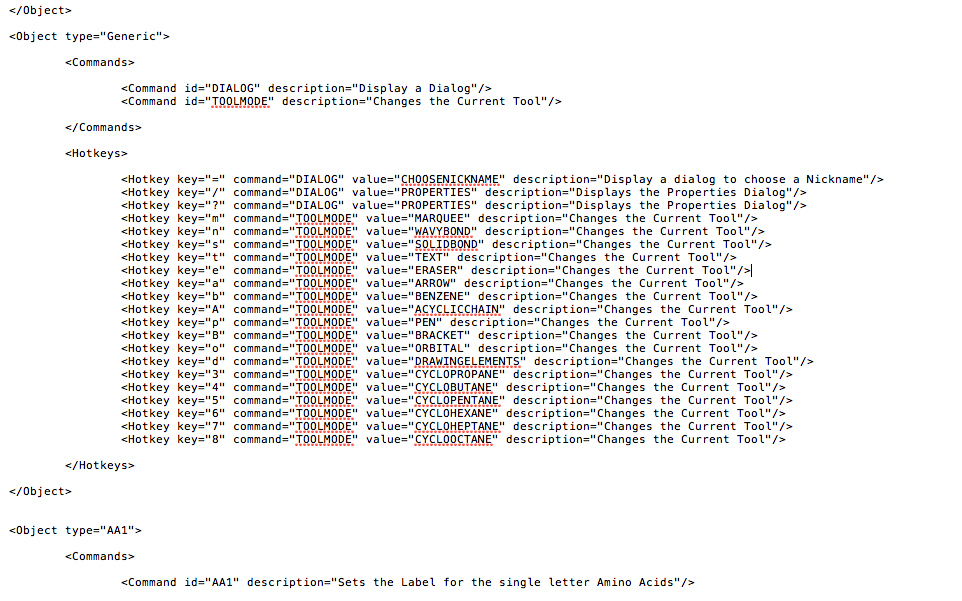 </Object>
<Object type="Generic">
<Commands>
<Command id="DIALOG" description="Display a Dialog"/>
<Command id="TOOLMODE" description="Changes the Current Tool"/>
</Commands>
<Hotkeys>
<Hotkey key="=" command="DIALOG" value="CHOOSENICKNAME" description="Display a dialog to choose a Nickname"/>
<Hotkey key="/" command="DIALOG" value="PROPERTIES" description="Displays the Properties Dialog"/>
<Hotkey key="?" command="DIALOG" value="PROPERTIES" description="Displays the Properties Dialog"/>
<Hotkey key="m" command="TOOLMODE" value="MARQUEE" description="Changes the Current Tool"/>
<Hotkey key="n" command="TOOLMODE" value="WAVYBOND" description="Changes the Current Tool"/>
<Hotkey key="s" command="TOOLMODE" value="SOLIDBOND" description="Changes the Current Tool"/>
<Hotkey key="t" command="TOOLMODE" value="TEXT" description="Changes the Current Tool"/>
<Hotkey key="e" command="TOOLMODE" value="ERASER" description="Changes the Current Tool"/>
<Hotkey key="a" command="TOOLMODE" value="ARROW" description="Changes the Current Tool"/>
<Hotkey key="b" command="TOOLMODE" value="BENZENE" description="Changes the Current Tool"/>
<Hotkey key="A" command="TOOLMODE" value="ACYCLICCHAIN" description="Changes the Current Tool"/>
<Hotkey key="p" command="TOOLMODE" value="PEN" description="Changes the Current Tool"/>
<Hotkey key="B" command="TOOLMODE" value="BRACKET" description="Changes the Current Tool"/>
<Hotkey key="o" command="TOOLMODE" value="ORBITAL" description="Changes the Current Tool"/>
<Hotkey key="d" command="TOOLMODE" value="DRAWINGELEMENTS" description="Changes the Current Tool"/>
<Hotkey key="3" command="TOOLMODE" value="CYCLOPROPANE" description="Changes the Current Tool"/>
<Hotkey key="4" command="TOOLMODE" value="CYCLOBUTANE" description="Changes the Current Tool"/>
<Hotkey key="5" command="TOOLMODE" value="CYCLOPENTANE" description="Changes the Current Tool"/>
<Hotkey key="6" command="TOOLMODE" value="CYCLOHEXANE" description="Changes the Current Tool"/>
<Hotkey key="7" command="TOOLMODE" value="CYCLOHEPTANE" description="Changes the Current Tool"/>
<Hotkey key="8" command="TOOLMODE" value="CYCLOOCTANE" description="Changes the Current Tool"/>
</Hotkeys>
</Object>
<Object type="AA1">
<Commands>
<Command id="AA1" description="Sets the Label for the single letter Amino Acids"/>